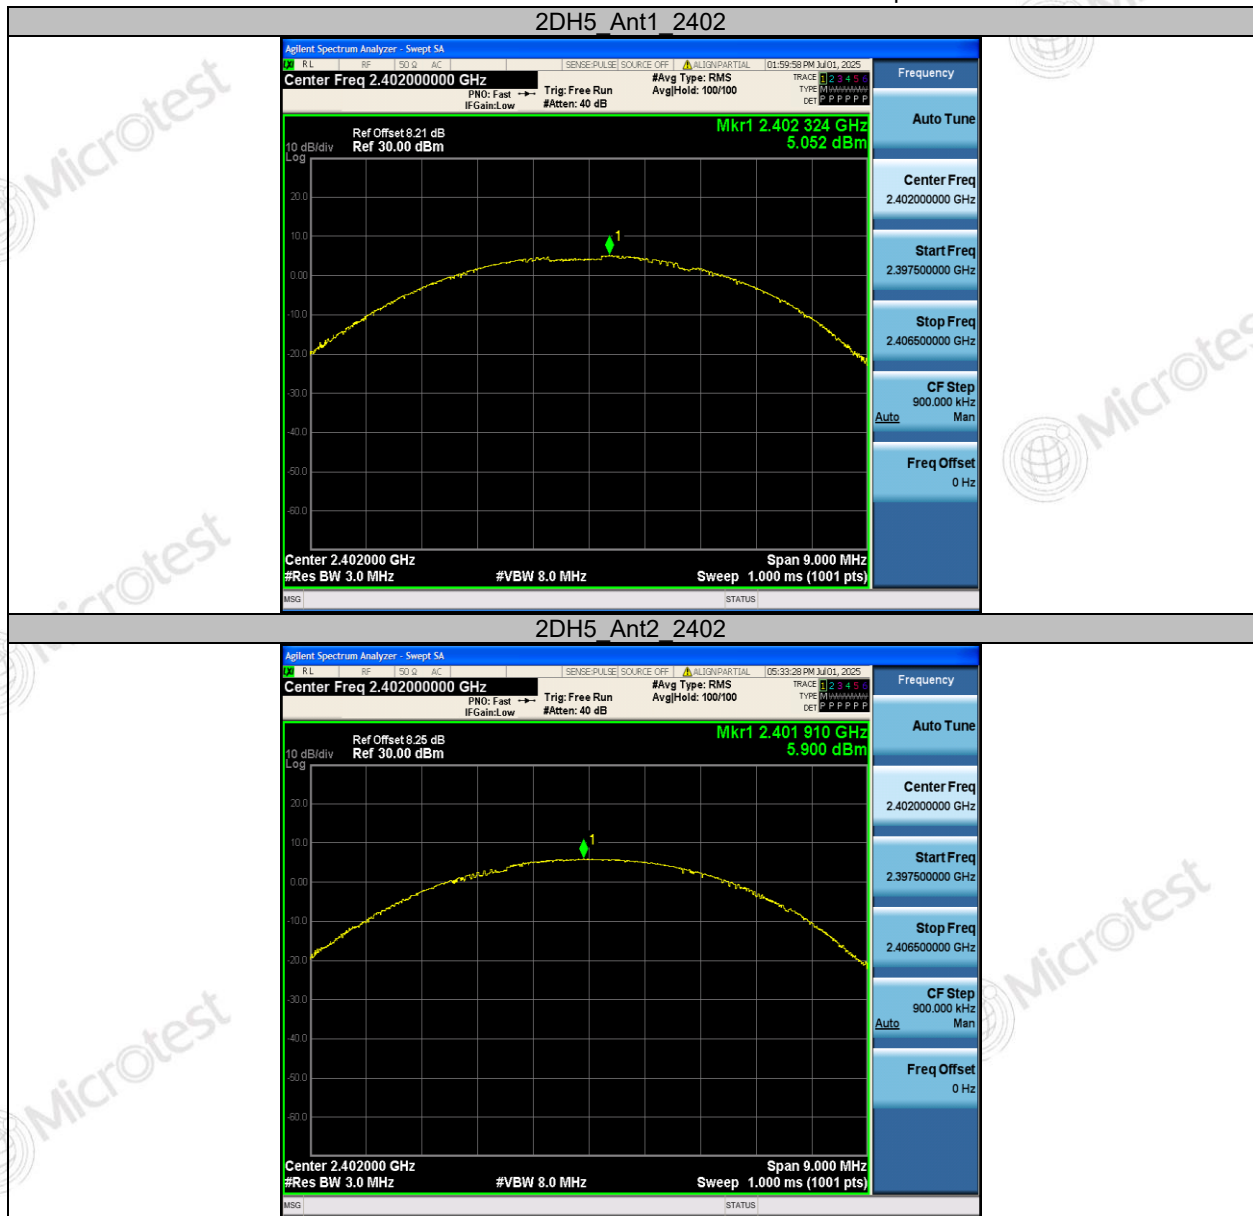 2DH5_Ant1_2402
Agilent Spectrum Analyzer - Swept SA
RL RF 50 Ω AC SENSE:PULSE SOURCE OFF ALIGNPARTIAL 01:59:58 PM Jul 01, 2025
Center Freq 2.402000000 GHz
PNO: Fast
IFGain:Low
Trig: Free Run
#Atten: 40 dB
#Avg Type: RMS
Avg|Hold: 100/100
TRACE 1 2 3 4 5 6
TYPE M WWWWW
DET P P P P P P
Ref Offset 8.21 dB
10 dB/div Ref 30.00 dBm
Log
Mkr1 2.402 324 GHz
5.052 dBm
20.0
10.0
0.00
-10.0
-20.0
-30.0
-40.0
-50.0
-60.0
1
Center 2.402000 GHz Span 9.000 MHz
#Res BW 3.0 MHz #VBW 8.0 MHz Sweep 1.000 ms (1001 pts)
MSG STATUS
Frequency
Auto Tune
Center Freq
2.402000000 GHz
Start Freq
2.397500000 GHz
Stop Freq
2.406500000 GHz
CF Step
900.000 kHz
Auto Man
Freq Offset
0 Hz
2DH5_Ant2_2402
Agilent Spectrum Analyzer - Swept SA
RL RF 50 Ω AC SENSE:PULSE SOURCE OFF ALIGNPARTIAL 05:33:28 PM Jul 01, 2025
Center Freq 2.402000000 GHz
PNO: Fast
IFGain:Low
Trig: Free Run
#Atten: 40 dB
#Avg Type: RMS
Avg|Hold: 100/100
TRACE 1 2 3 4 5 6
TYPE M WWWWW
DET P P P P P P
Ref Offset 8.25 dB
10 dB/div Ref 30.00 dBm
Log
Mkr1 2.401 910 GHz
5.900 dBm
20.0
10.0
0.00
-10.0
-20.0
-30.0
-40.0
-50.0
-60.0
1
Center 2.402000 GHz Span 9.000 MHz
#Res BW 3.0 MHz #VBW 8.0 MHz Sweep 1.000 ms (1001 pts)
MSG STATUS
Frequency
Auto Tune
Center Freq
2.402000000 GHz
Start Freq
2.397500000 GHz
Stop Freq
2.406500000 GHz
CF Step
900.000 kHz
Auto Man
Freq Offset
0 Hz
Microtest
Microtest
Microtest
Microtest